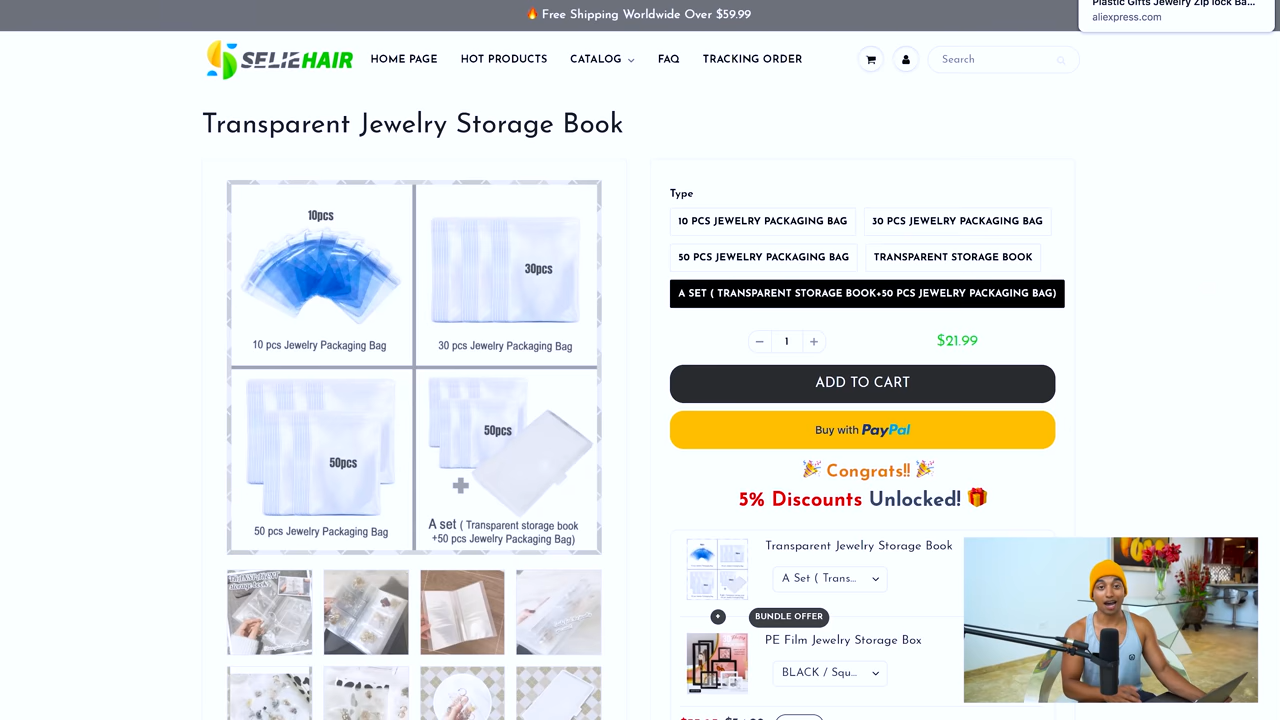 🔥 Free Shipping Worldwide Over $59.99
Plastic Gifts Jewelry Zip lock Ba...
aliexpress.com
SELIEHAIR
HOME PAGE
HOT PRODUCTS
CATALOG
FAQ
TRACKING ORDER
Search
Transparent Jewelry Storage Book
10pcs
10 pcs Jewelry Packaging Bag
30pcs
30 pcs Jewelry Packaging Bag
50pcs
50 pcs Jewelry Packaging Bag
50pcs
A set ( Transparent storage book
+50 pcs Jewelry Packaging Bag)
Type
10 PCS JEWELRY PACKAGING BAG
30 PCS JEWELRY PACKAGING BAG
50 PCS JEWELRY PACKAGING BAG
TRANSPARENT STORAGE BOOK
A SET ( TRANSPARENT STORAGE BOOK+50 PCS JEWELRY PACKAGING BAG)
− 1 +
$21.99
ADD TO CART
Buy with PayPal
🎉 Congrats!! 🎉
5% Discounts Unlocked! 🎁
Transparent Jewelry Storage Book
A Set ( Trans...
+
BUNDLE OFFER
PE Film Jewelry Storage Box
BLACK / Squ...